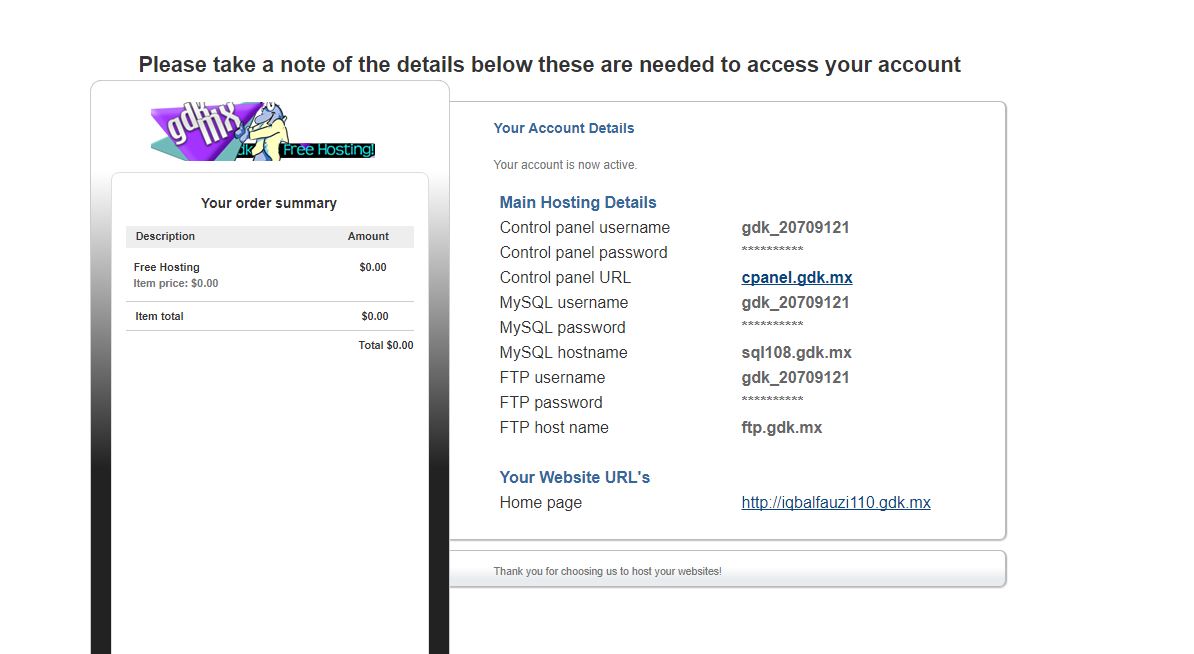 Please take a note of the details below these are needed to access your account
gdk mx
dk Free Hosting!
Your order summary
Description Amount
Free Hosting $0.00
Item price: $0.00
Item total $0.00
Total $0.00
Your Account Details
Your account is now active.
Main Hosting Details
Control panel username gdk_20709121
Control panel password **********
Control panel URL cpanel.gdk.mx
MySQL username gdk_20709121
MySQL password **********
MySQL hostname sql108.gdk.mx
FTP username gdk_20709121
FTP password **********
FTP host name ftp.gdk.mx
Your Website URL's
Home page http://iqbalfauzi110.gdk.mx
Thank you for choosing us to host your websites!